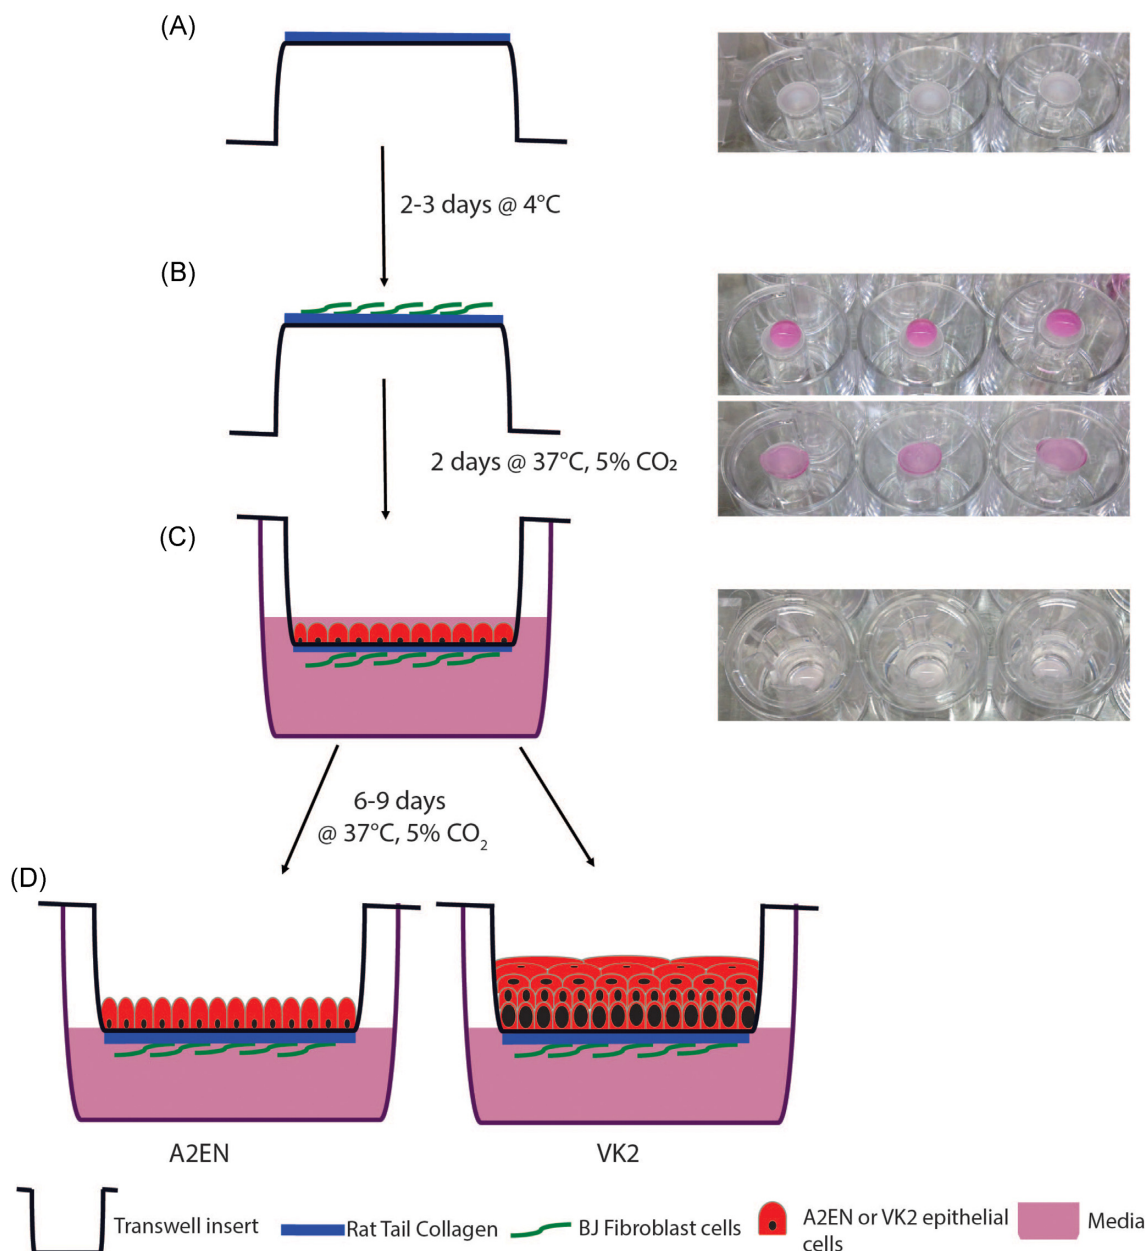 (A)
2-3 days @ 4°C
(B)
2 days @ 37°C, 5% CO₂
(C)
6-9 days
@ 37°C, 5% CO₂
(D)
A2EN
VK2
Transwell insert
Rat Tail Collagen
BJ Fibroblast cells
A2EN or VK2 epithelial
cells
Media